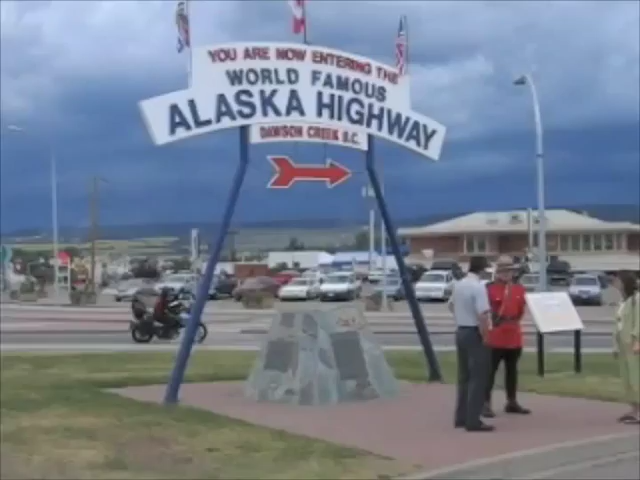 YOU ARE NOW ENTERING THE
WORLD FAMOUS
ALASKA HIGHWAY
DAWSON CREEK B.C.